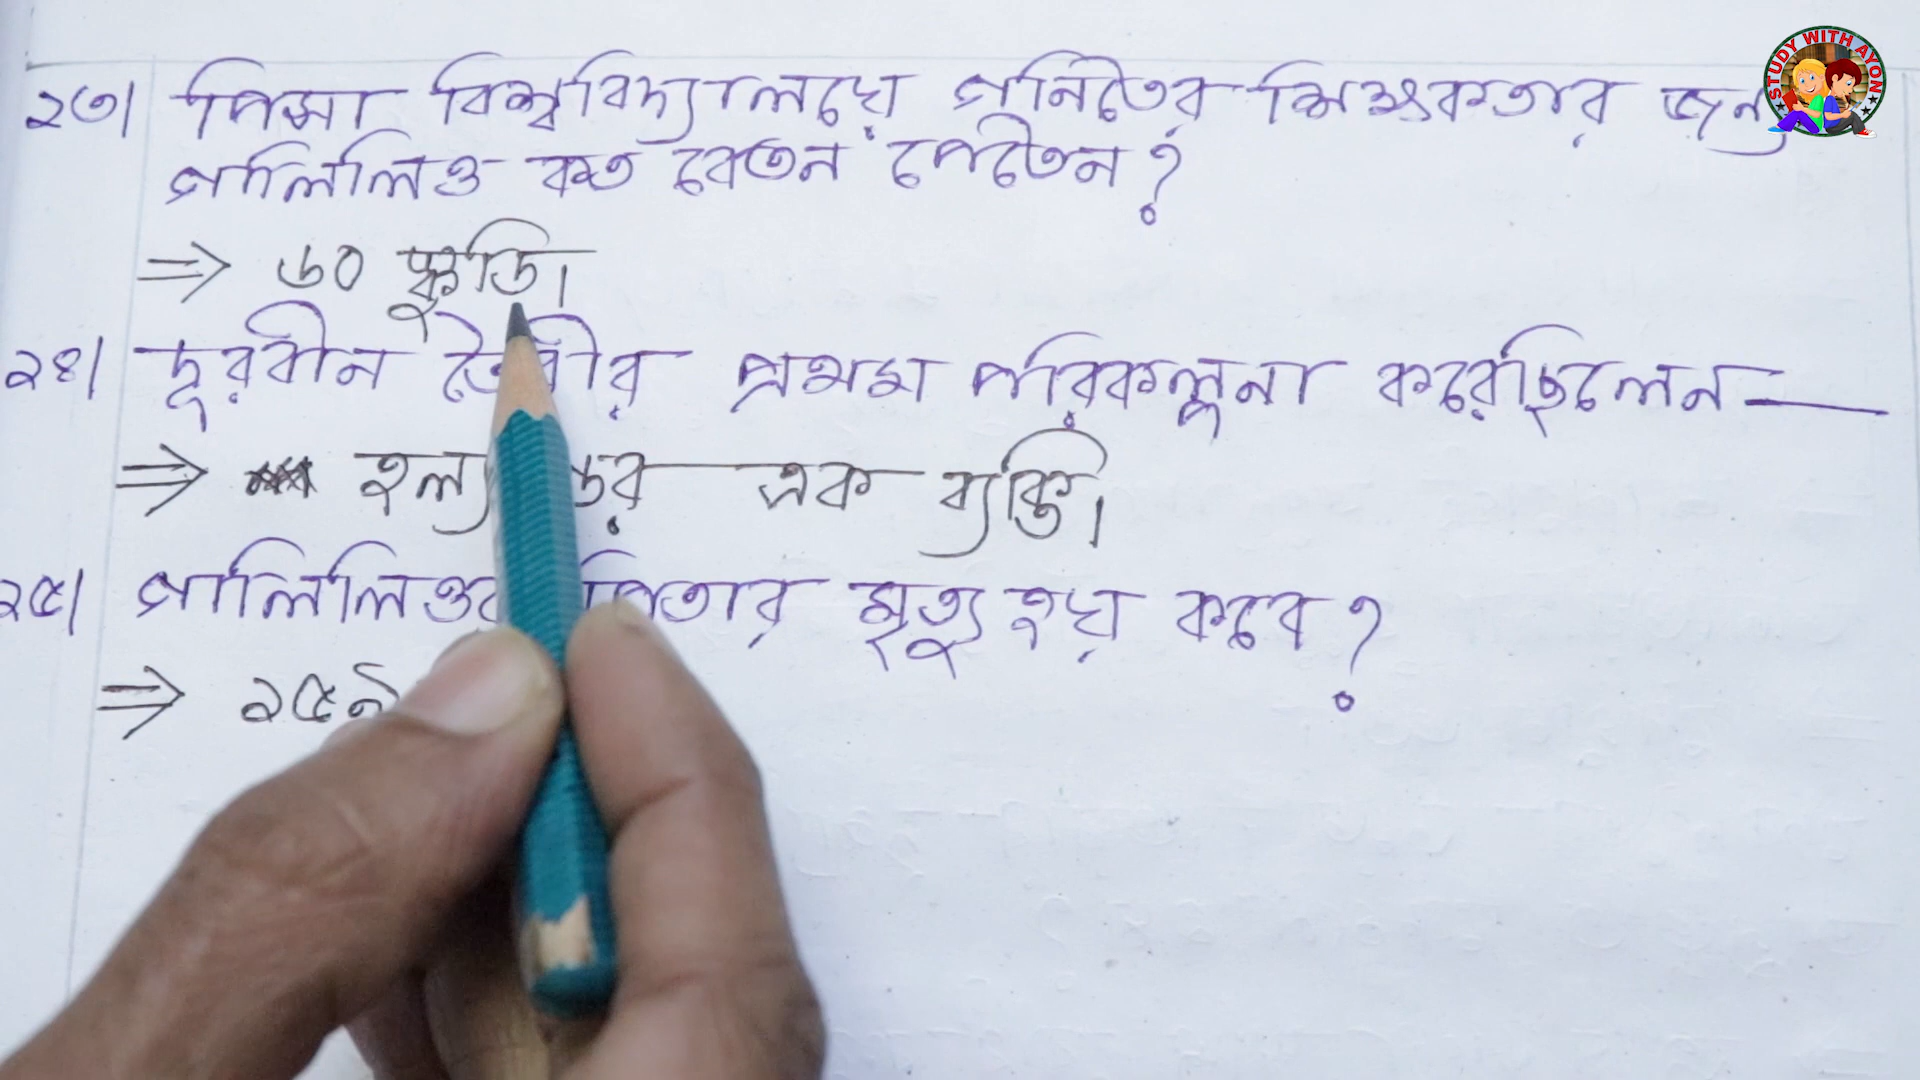 ২৩। পিসা বিশ্ববিদ্যালয়ে গনিতের শিক্ষকতার জন্য
গালিলিও কত বেতন পেতেন?
⇒ ৬০ স্কুডি।
২৪। দূরবীন তৈরীর প্রথম পরিকল্পনা করেছিলেন—
⇒ হল্যান্ডের এক ব্যক্তি।
২৫। গালিলিওর পিতার মৃত্যু হয় কবে?
⇒ ১৫৯
STUDY WITH AYON